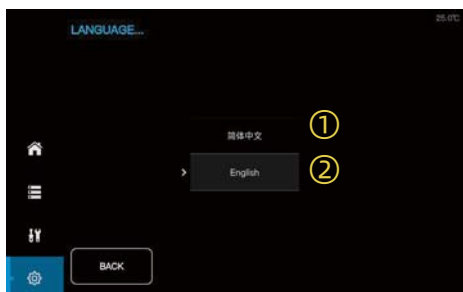 LANGUAGE...
25.0℃
简体中文
①
English
②
BACK